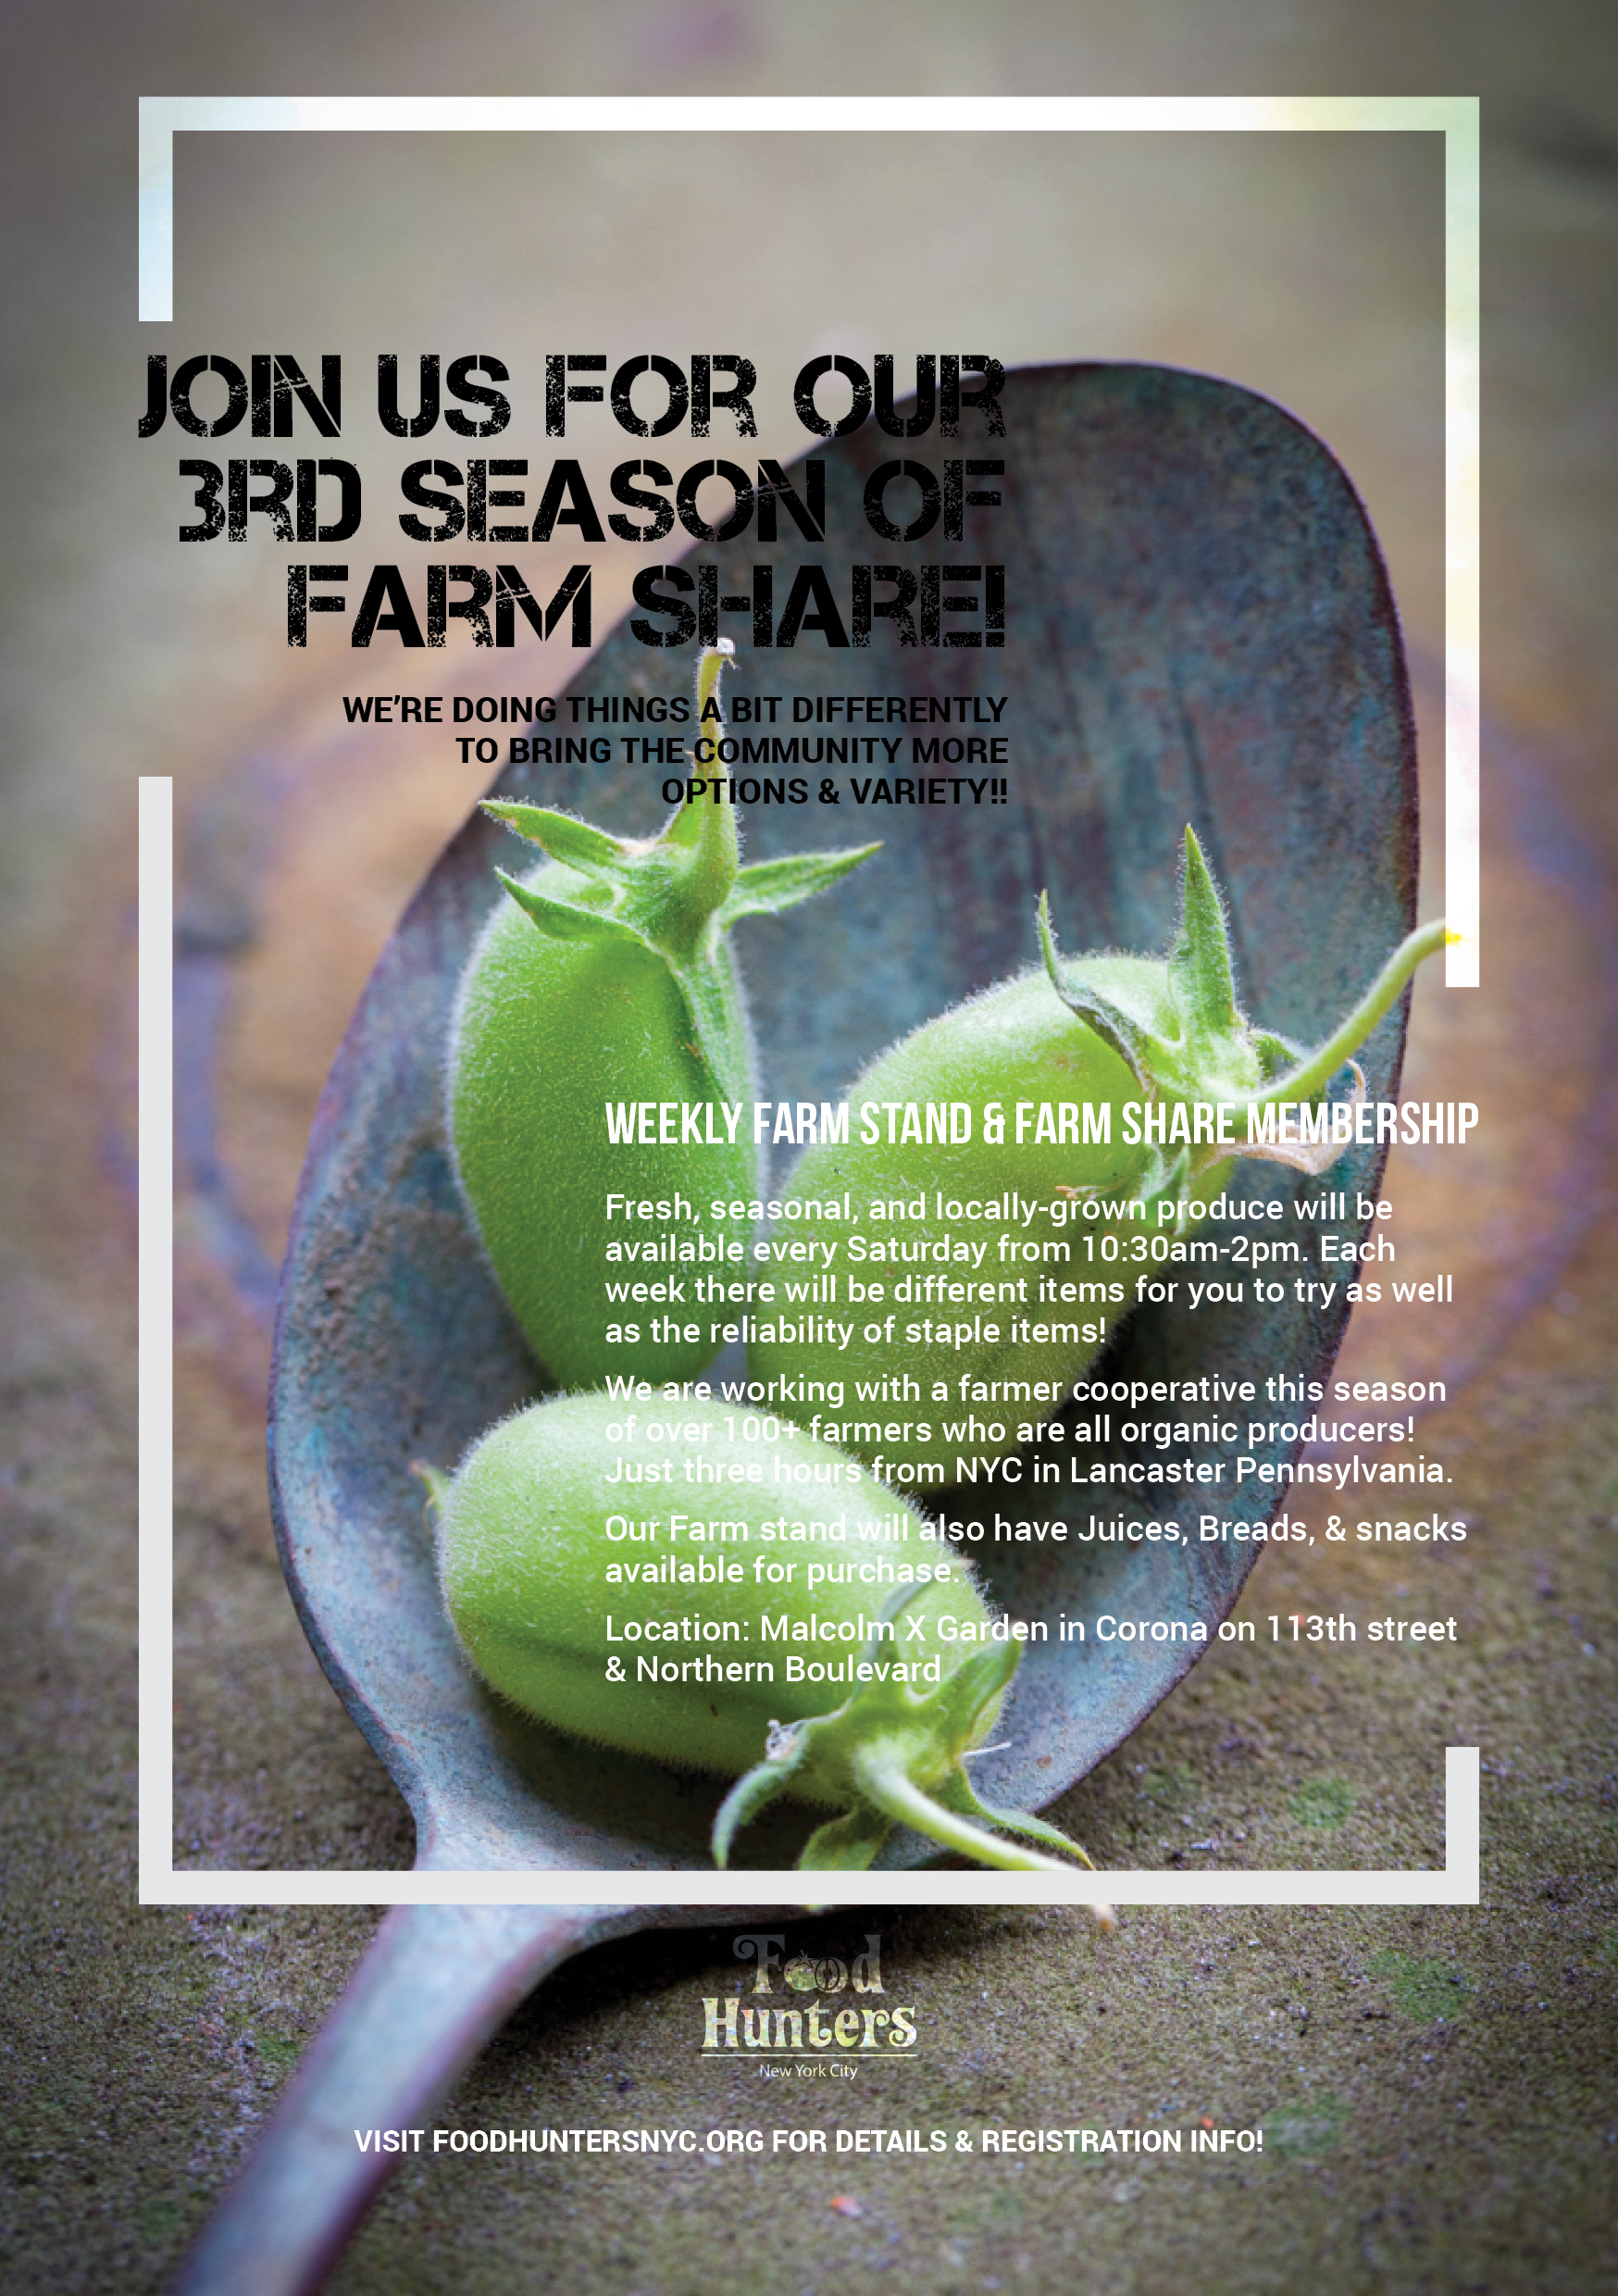 JOIN US FOR OUR
3RD SEASON OF
FARM SHARE!
WE’RE DOING THINGS A BIT DIFFERENTLY
TO BRING THE COMMUNITY MORE
OPTIONS & VARIETY!!
WEEKLY FARM STAND & FARM SHARE MEMBERSHIP
Fresh, seasonal, and locally-grown produce will be
available every Saturday from 10:30am-2pm. Each
week there will be different items for you to try as well
as the reliability of staple items!
We are working with a farmer cooperative this season
of over 100+ farmers who are all organic producers!
Just three hours from NYC in Lancaster Pennsylvania.
Our Farm stand will also have Juices, Breads, & snacks
available for purchase.
Location: Malcolm X Garden in Corona on 113th street
& Northern Boulevard
Food
Hunters
New York City
VISIT FOODHUNTERSNYC.ORG FOR DETAILS & REGISTRATION INFO!